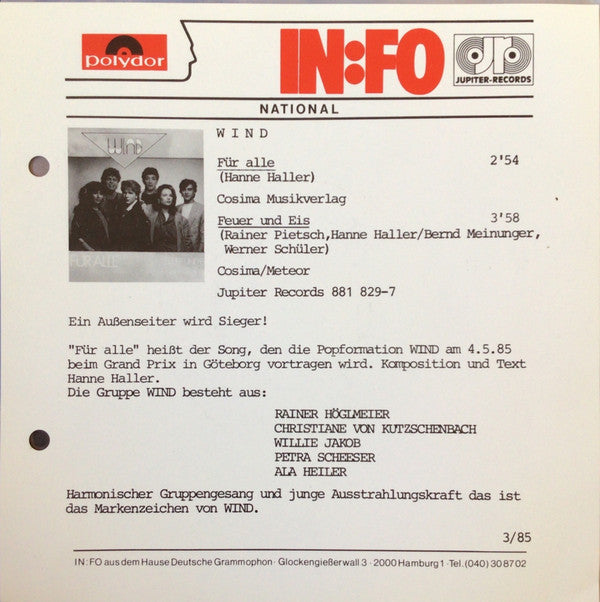 polydor
IN:FO
JUPITER-RECORDS
NATIONAL
WIND
WIND
FÜR ALLE
Für alle 2'54
(Hanne Haller)
Cosima Musikverlag
Feuer und Eis 3'58
(Rainer Pietsch,Hanne Haller/Bernd Meinunger,
Werner Schüler)
Cosima/Meteor
Jupiter Records 881 829-7
Ein Außenseiter wird Sieger!
"Für alle" heißt der Song, den die Popformation WIND am 4.5.85
beim Grand Prix in Göteborg vortragen wird. Komposition und Text
Hanne Haller.
Die Gruppe WIND besteht aus:
RAINER HÖGLMEIER
CHRISTIANE VON KUTZSCHENBACH
WILLIE JAKOB
PETRA SCHEESER
ALA HEILER
Harmonischer Gruppengesang und junge Ausstrahlungskraft das ist
das Markenzeichen von WIND.
3/85
IN:FO aus dem Hause Deutsche Grammophon · Glockengießerwall 3 · 2000 Hamburg 1 · Tel. (040) 30 87 02